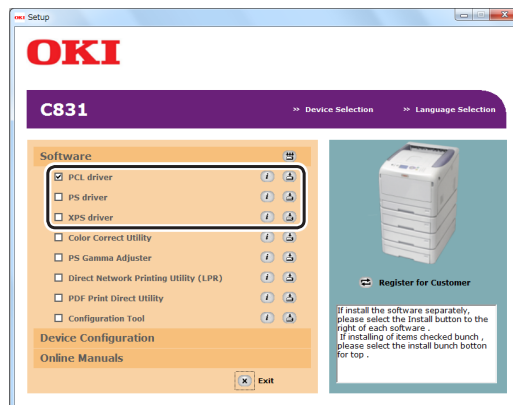 OKI Setup
OKI
C831
>> Device Selection >> Language Selection
Software
PCL driver
PS driver
XPS driver
Color Correct Utility
PS Gamma Adjuster
Direct Network Printing Utility (LPR)
PDF Print Direct Utility
Configuration Tool
Device Configuration
Online Manuals
Exit
Register for Customer
If install the software separately,
please select the Install button to the
right of each software .
If installing of items checked bunch ,
please select the install bunch botton
for top .